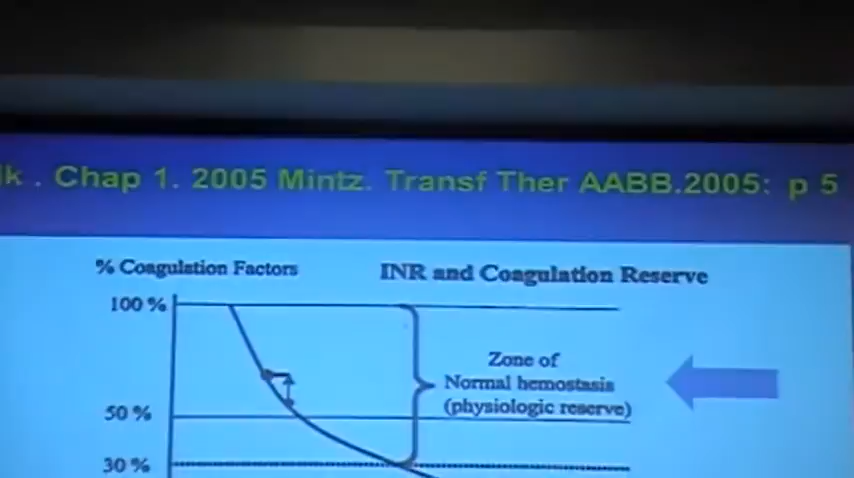 . Chap 1. 2005 Mintz. Transf Ther AABB.2005: p 5
% Coagulation Factors
INR and Coagulation Reserve
100 %
Zone of
Normal hemostasis
(physiologic reserve)
50 %
30 %